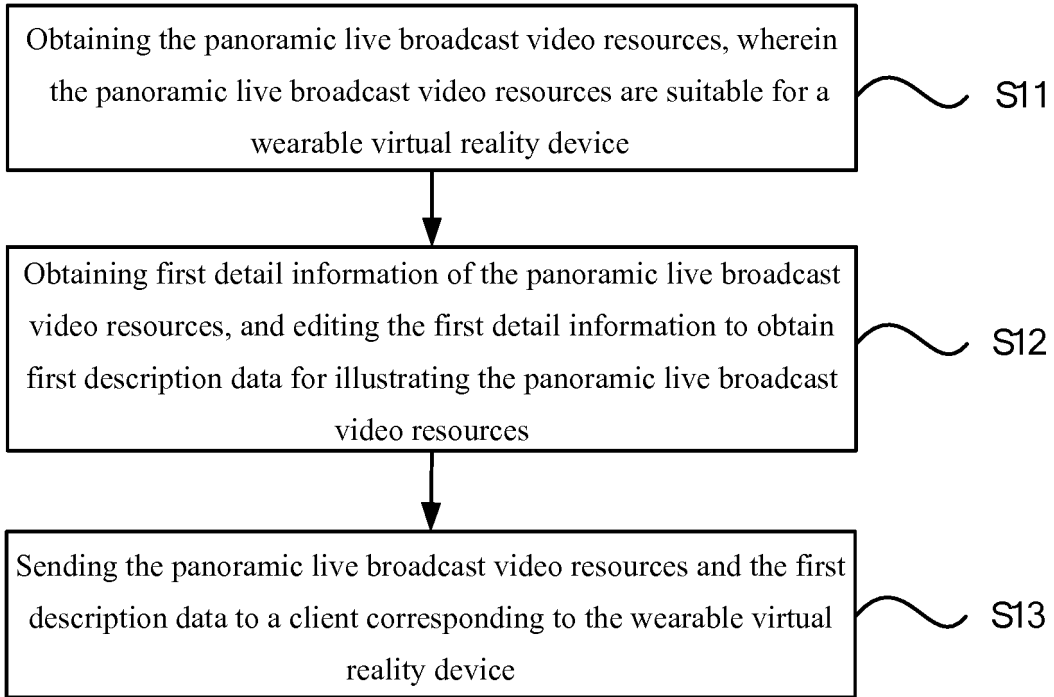 Obtaining the panoramic live broadcast video resources, wherein
the panoramic live broadcast video resources are suitable for a
wearable virtual reality device
S11
Obtaining first detail information of the panoramic live broadcast
video resources, and editing the first detail information to obtain
first description data for illustrating the panoramic live broadcast
video resources
S12
Sending the panoramic live broadcast video resources and the first
description data to a client corresponding to the wearable virtual
reality device
S13